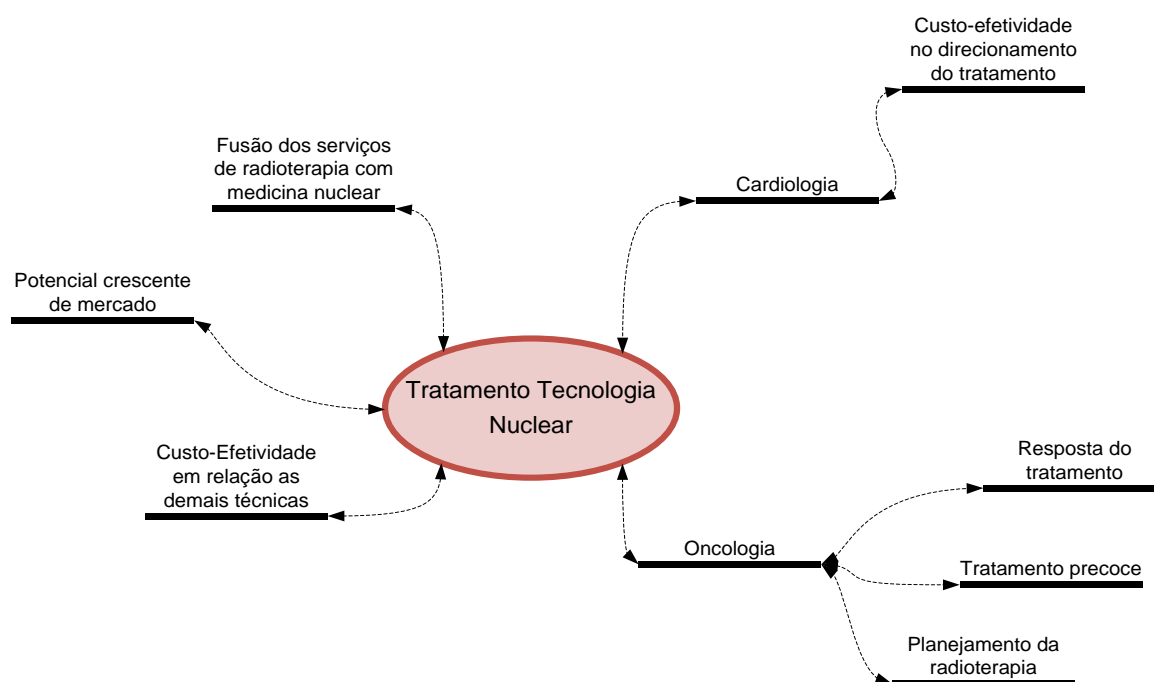 Custo-efetividade
no direcionamento
do tratamento
Fusão dos serviços
de radioterapia com
medicina nuclear
Cardiologia
Potencial crescente
de mercado
Tratamento Tecnologia
Nuclear
Custo-Efetividade
em relação as
demais técnicas
Resposta do
tratamento
Oncologia
Tratamento precoce
Planejamento da
radioterapia